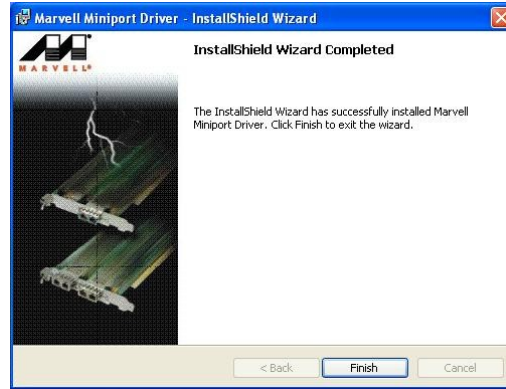 Marvell Miniport Driver - InstallShield Wizard
MARVELL®
InstallShield Wizard Completed
The InstallShield Wizard has successfully installed Marvell
Miniport Driver. Click Finish to exit the wizard.
< Back
Finish
Cancel